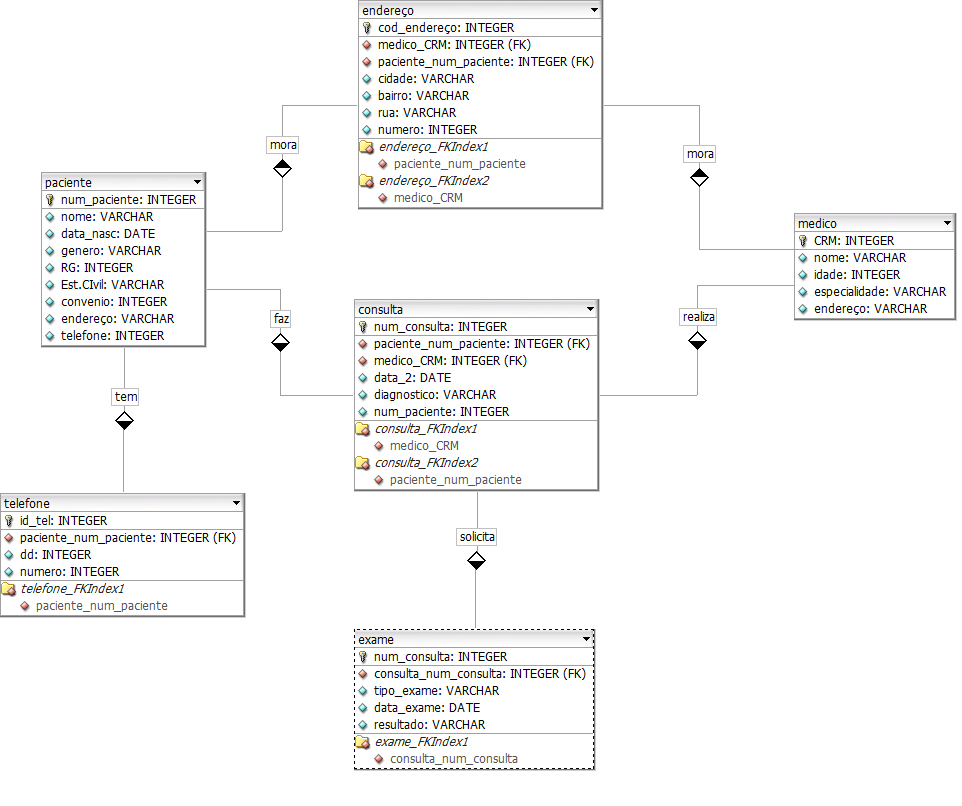 endereço
cod_endereço: INTEGER
medico_CRM: INTEGER (FK)
paciente_num_paciente: INTEGER (FK)
cidade: VARCHAR
bairro: VARCHAR
rua: VARCHAR
numero: INTEGER
endereço_FKIndex1
paciente_num_paciente
endereço_FKIndex2
medico_CRM
mora
mora
paciente
num_paciente: INTEGER
nome: VARCHAR
data_nasc: DATE
genero: VARCHAR
RG: INTEGER
Est.CIvil: VARCHAR
convenio: INTEGER
endereço: VARCHAR
telefone: INTEGER
medico
CRM: INTEGER
nome: VARCHAR
idade: INTEGER
especialidade: VARCHAR
endereço: VARCHAR
faz
realiza
consulta
num_consulta: INTEGER
paciente_num_paciente: INTEGER (FK)
medico_CRM: INTEGER (FK)
data_2: DATE
diagnostico: VARCHAR
num_paciente: INTEGER
consulta_FKIndex1
medico_CRM
consulta_FKIndex2
paciente_num_paciente
tem
telefone
id_tel: INTEGER
paciente_num_paciente: INTEGER (FK)
dd: INTEGER
numero: INTEGER
telefone_FKIndex1
paciente_num_paciente
solicita
exame
num_consulta: INTEGER
consulta_num_consulta: INTEGER (FK)
tipo_exame: VARCHAR
data_exame: DATE
resultado: VARCHAR
exame_FKIndex1
consulta_num_consulta